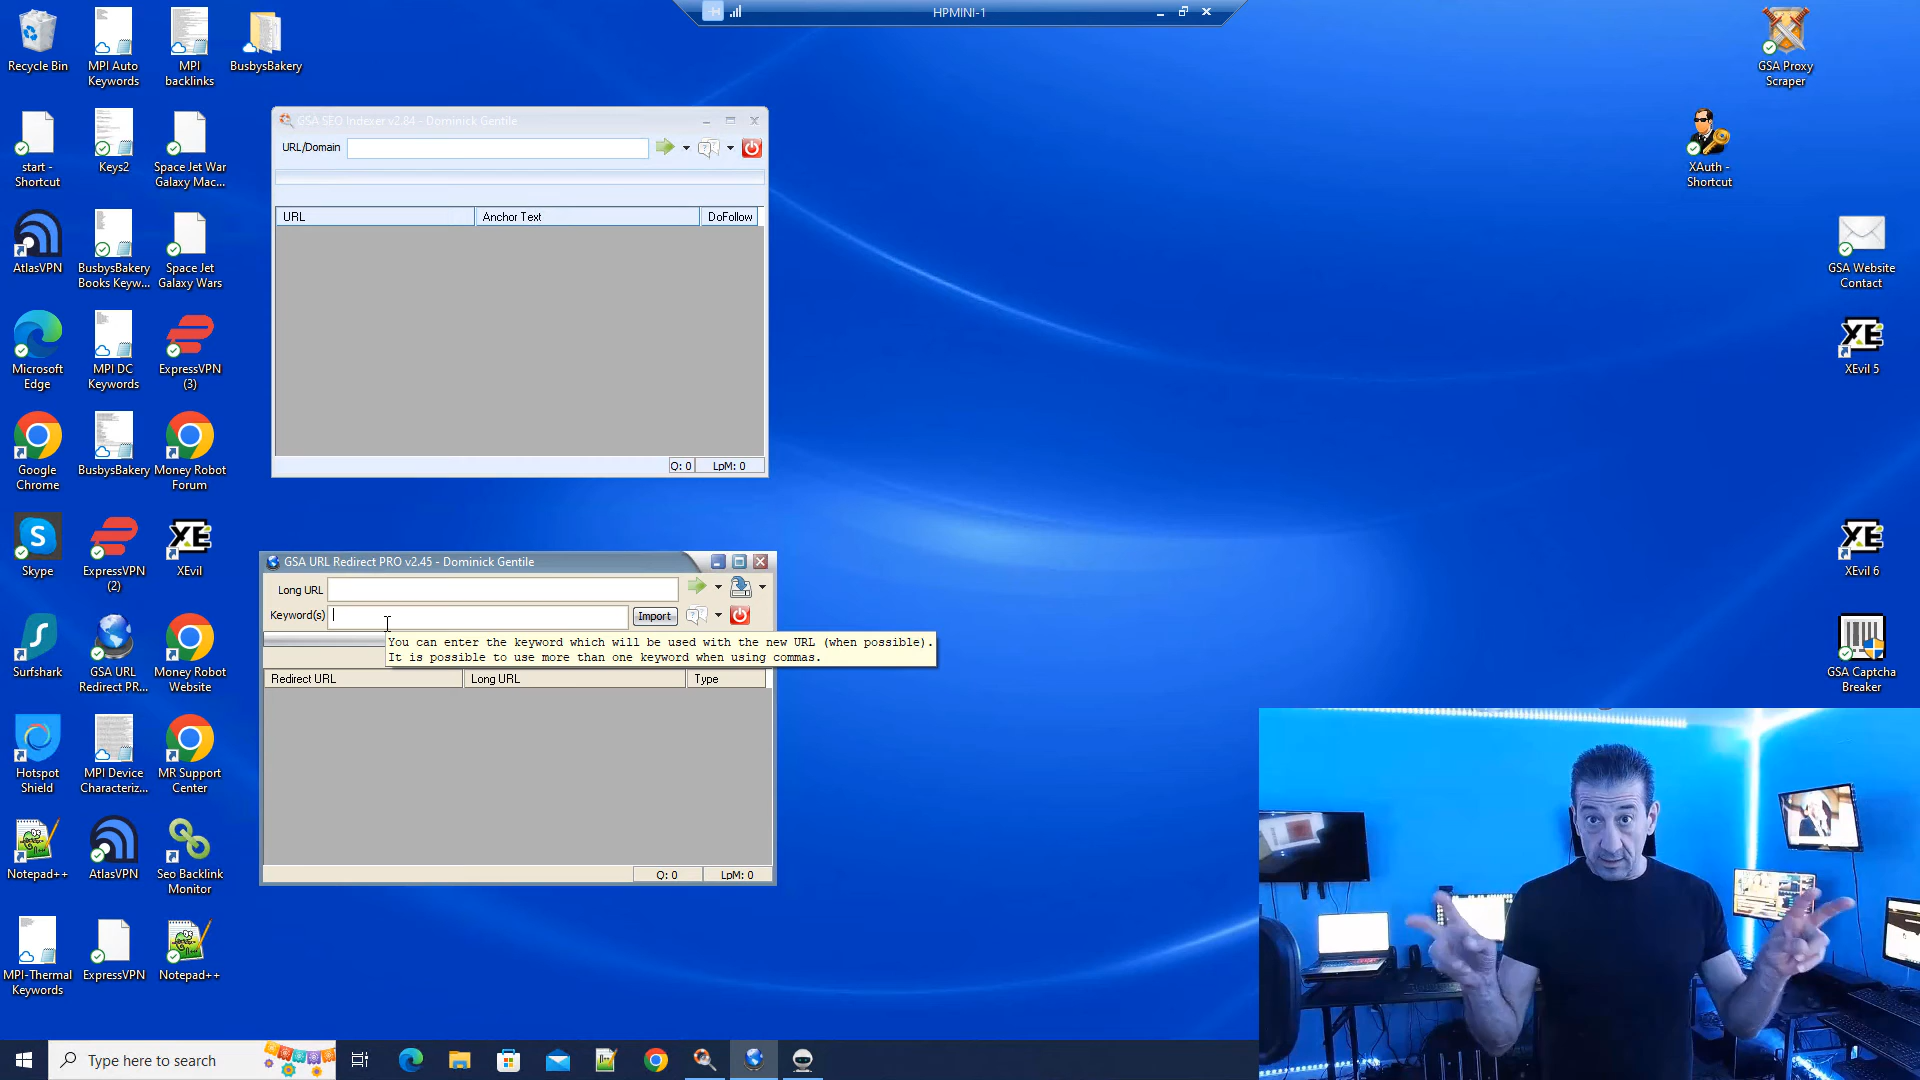 HPMINI-1
Recycle Bin
MPI Auto
Keywords
MPI
backlinks
BusbysBakery
start -
Shortcut
Keys2
Space Jet War
Galaxy Mac...
AtlasVPN
BusbysBakery
Books Keyw...
Space Jet
Galaxy Wars
Microsoft
Edge
MPI DC
Keywords
ExpressVPN
(3)
Google
Chrome
BusbysBakery
Money Robot
Forum
Skype
ExpressVPN
(2)
XEvil
Surfshark
GSA URL
Redirect PR...
Money Robot
Website
Hotspot
Shield
MPI Device
Characteriz...
MR Support
Center
Notepad++
AtlasVPN
Seo Backlink
Monitor
MPI-Thermal
Keywords
ExpressVPN
Notepad++
GSA SEO Indexer v2.84 - Dominick Gentile
URL/Domain
URL
Anchor Text
DoFollow
Q: 0
LpM: 0
GSA URL Redirect PRO v2.45 - Dominick Gentile
Long URL
Keyword(s)
Import
You can enter the keyword which will be used with the new URL (when possible).
It is possible to use more than one keyword when using commas.
Redirect URL
Long URL
Type
Q: 0
LpM: 0
GSA Proxy
Scraper
XAuth -
Shortcut
GSA Website
Contact
XE
XEvil 5
XE
XEvil 6
XE
GSA Captcha
Breaker
Type here to search